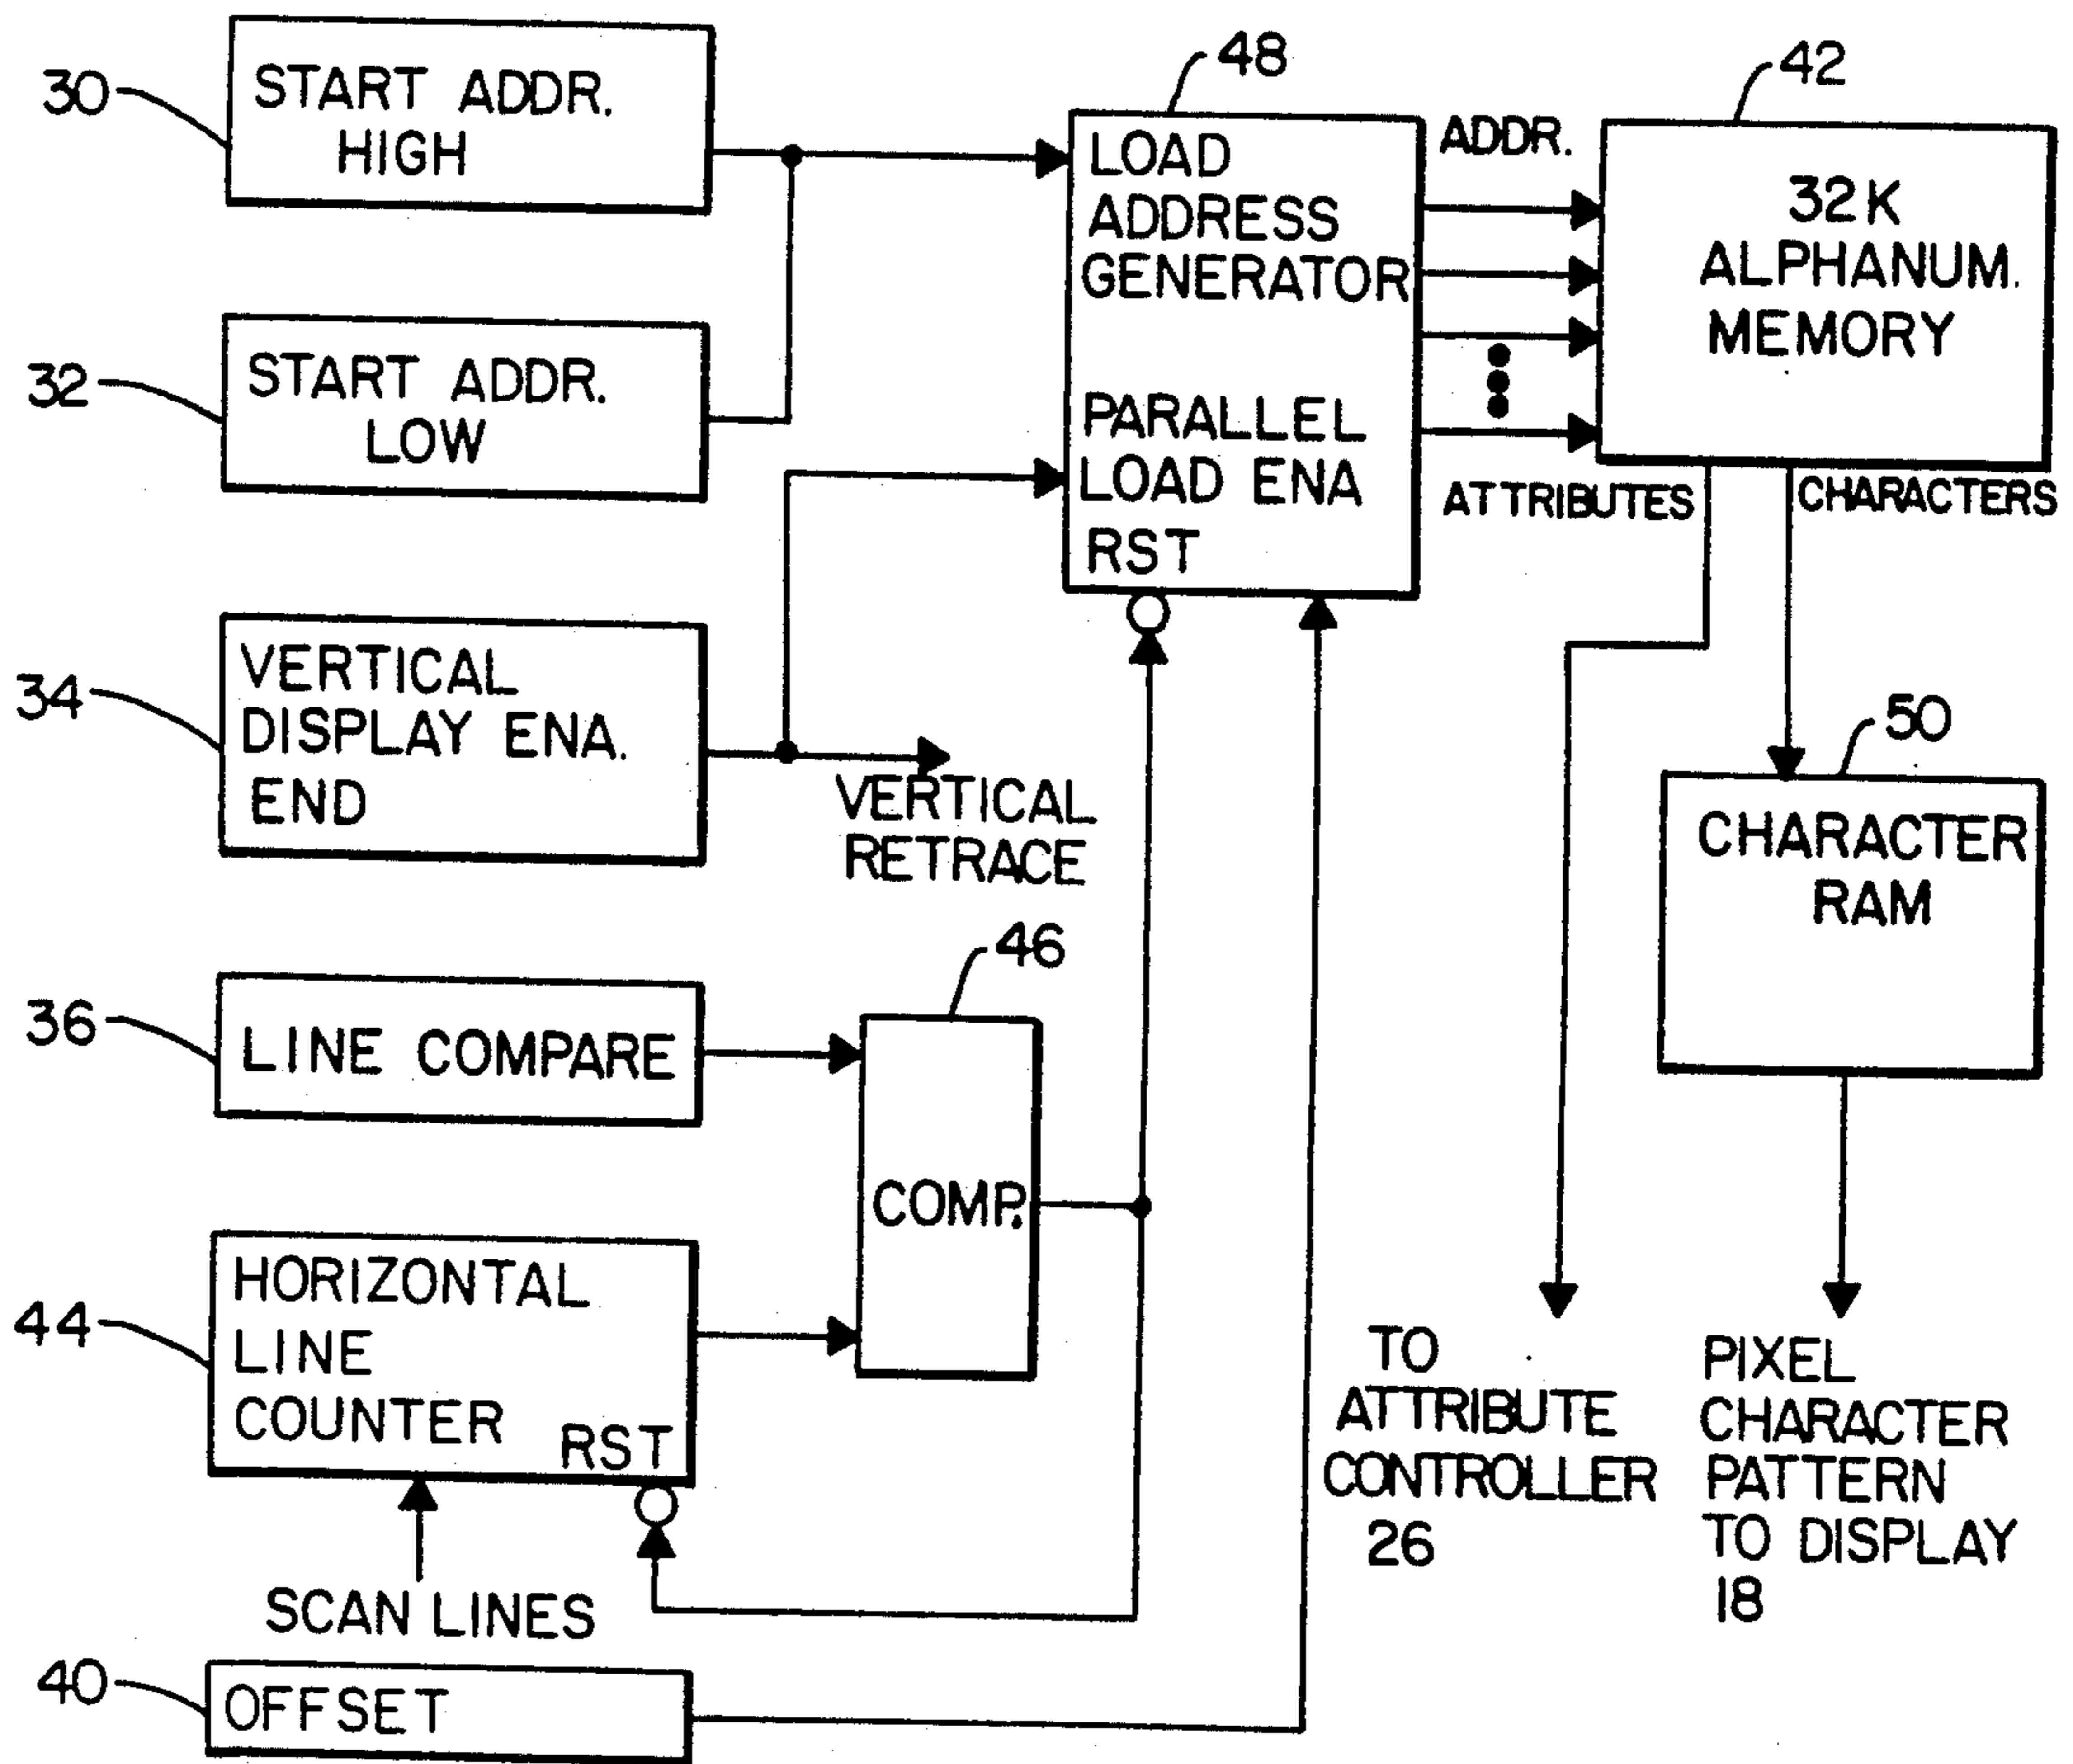 30
START ADDR.
HIGH
32
START ADDR.
LOW
34
VERTICAL
DISPLAY ENA.
END
VERTICAL
RETRACE
36
LINE COMPARE
46
COMP.
44
HORIZONTAL
LINE
COUNTER
RST
SCAN LINES
40
OFFSET
48
LOAD
ADDRESS
GENERATOR
PARALLEL
LOAD ENA
RST
ADDR.
42
32K
ALPHANUM.
MEMORY
ATTRIBUTES
CHARACTERS
50
CHARACTER
RAM
TO
ATTRIBUTE
CONTROLLER
26
PIXEL
CHARACTER
PATTERN
TO DISPLAY
18